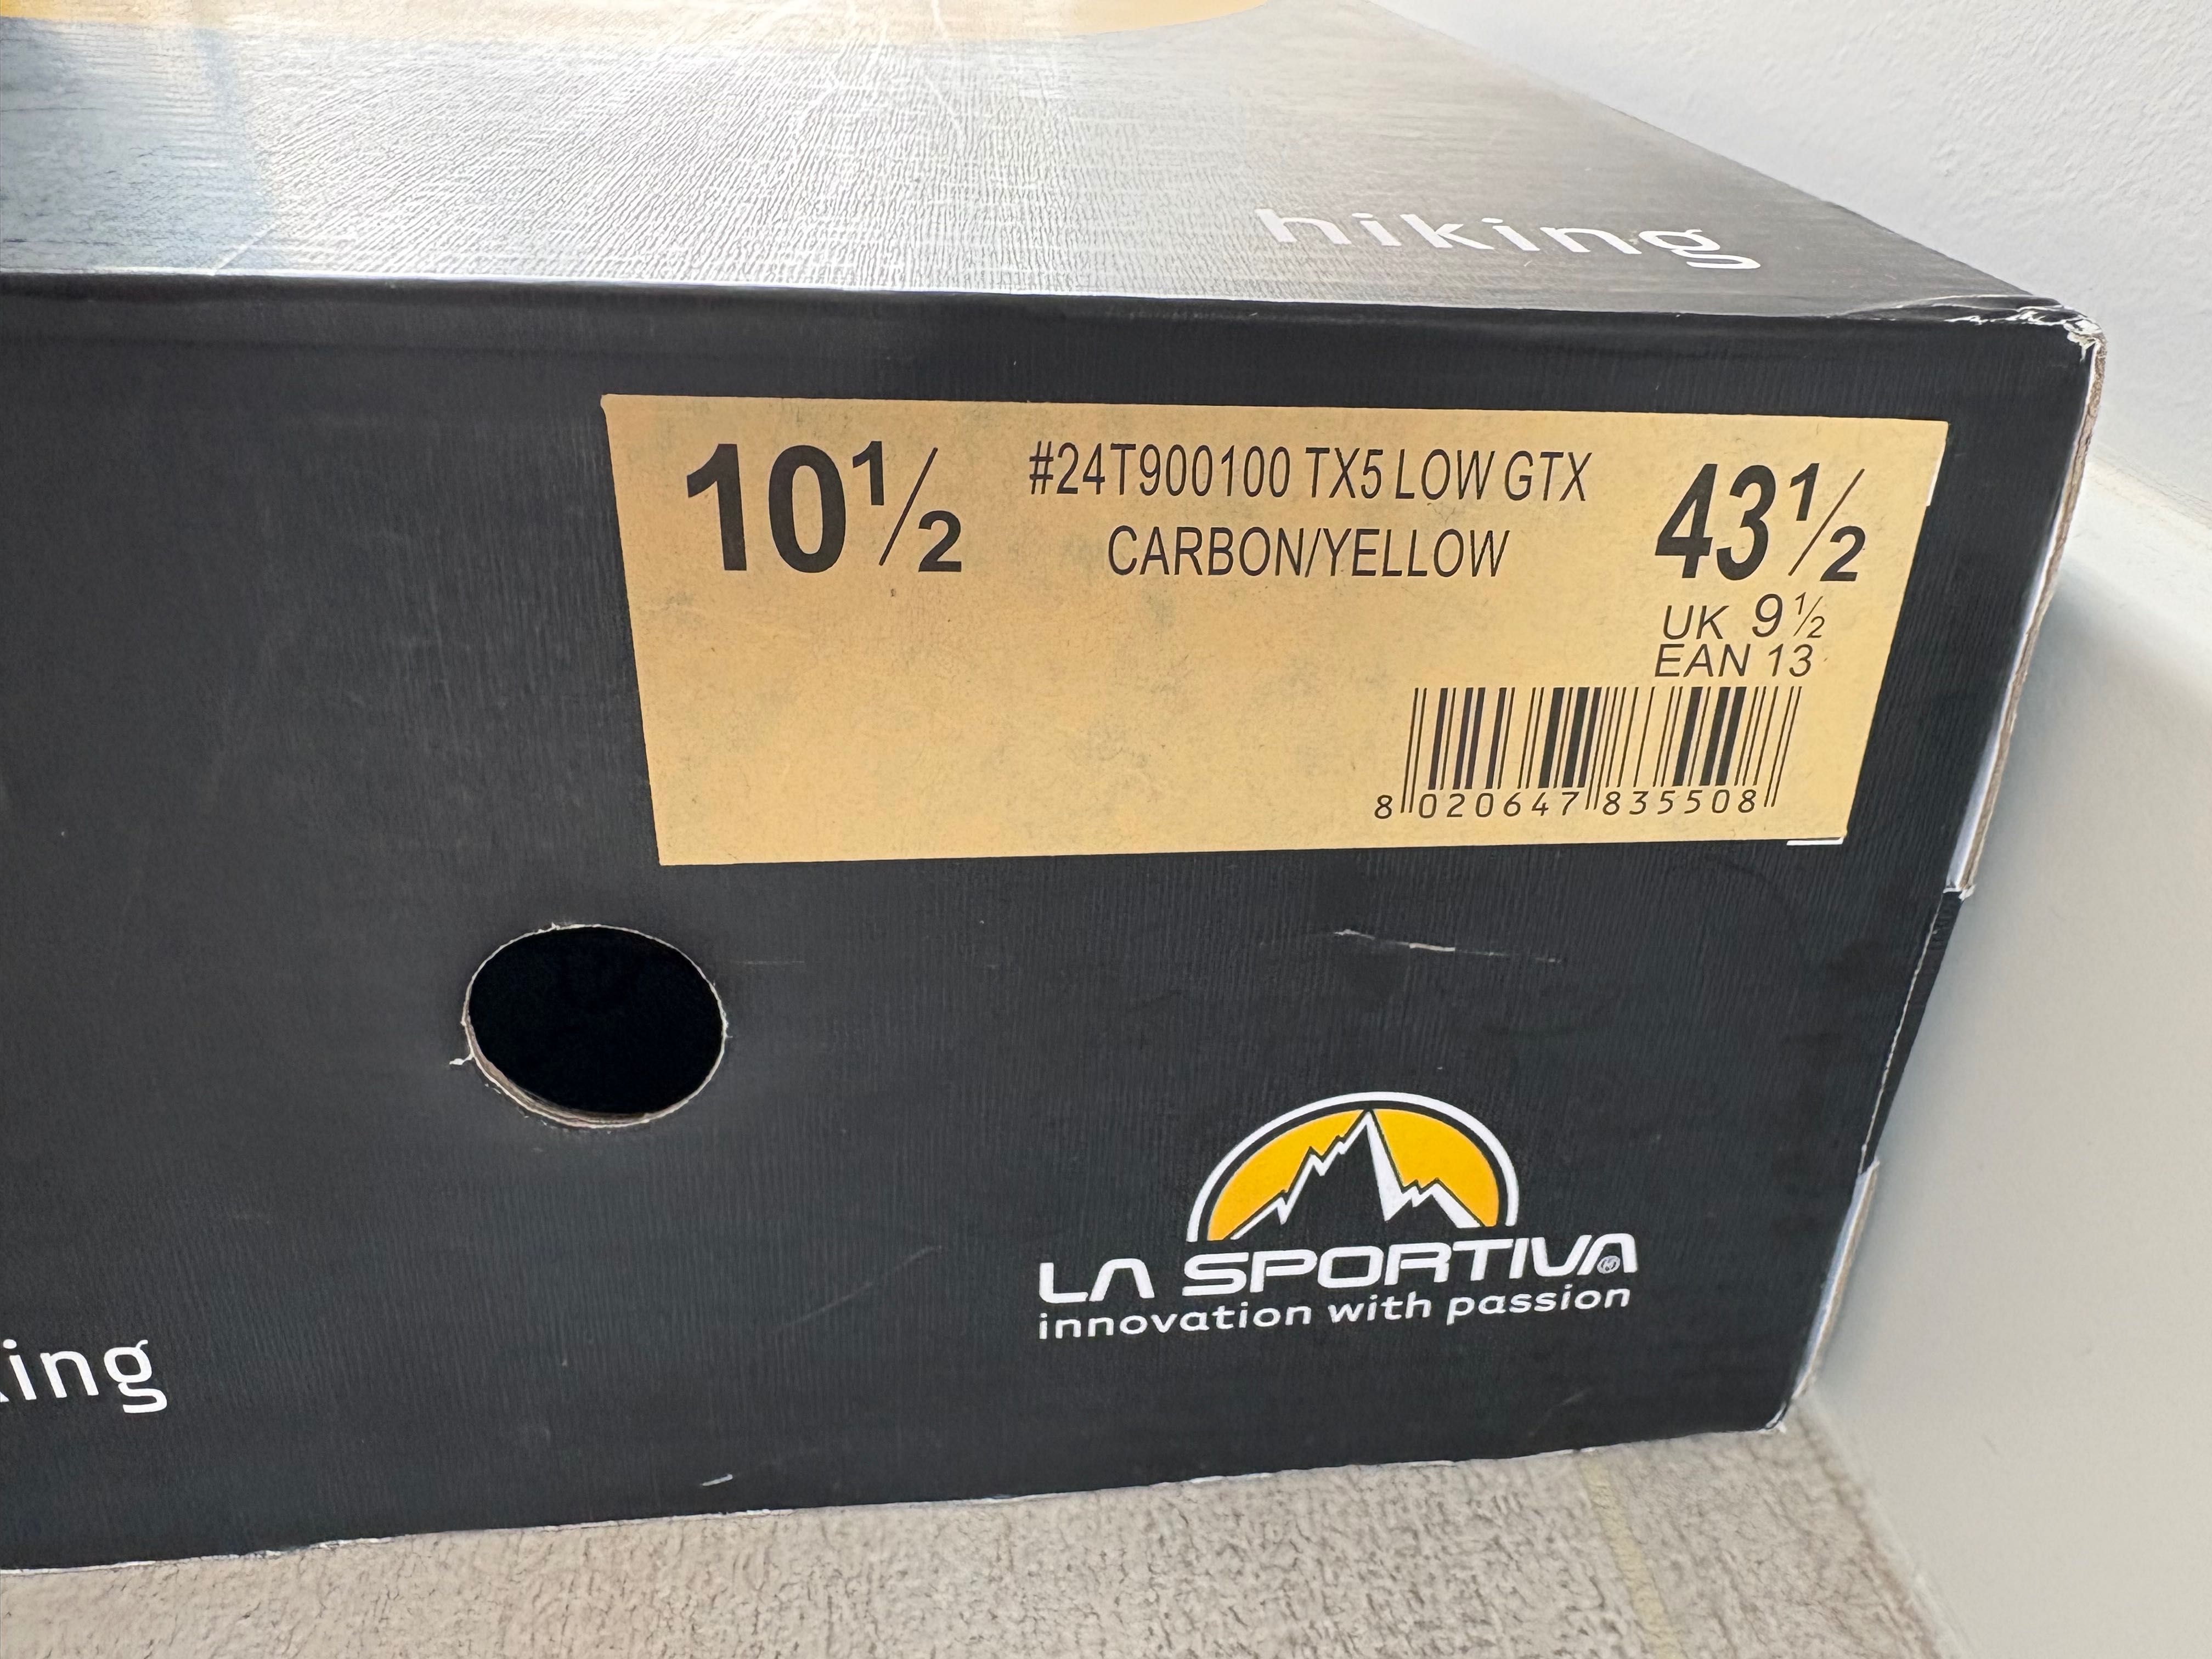 hiking
10½
#24T900100 TX5 LOW GTX
CARBON/YELLOW
43½
UK 9½
EAN 13
8 020647 835508
LA SPORTIVA®
innovation with passion
ing